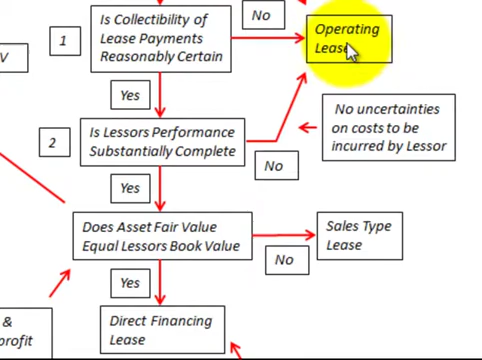 No
1
Is Collectibility of
Lease Payments
Reasonably Certain
Operating
Lease
V
Yes
No uncertainties
on costs to be
incurred by Lessor
2
Is Lessors Performance
Substantially Complete
No
Yes
Does Asset Fair Value
Equal Lessors Book Value
Sales Type
Lease
No
Yes
&
profit
Direct Financing
Lease